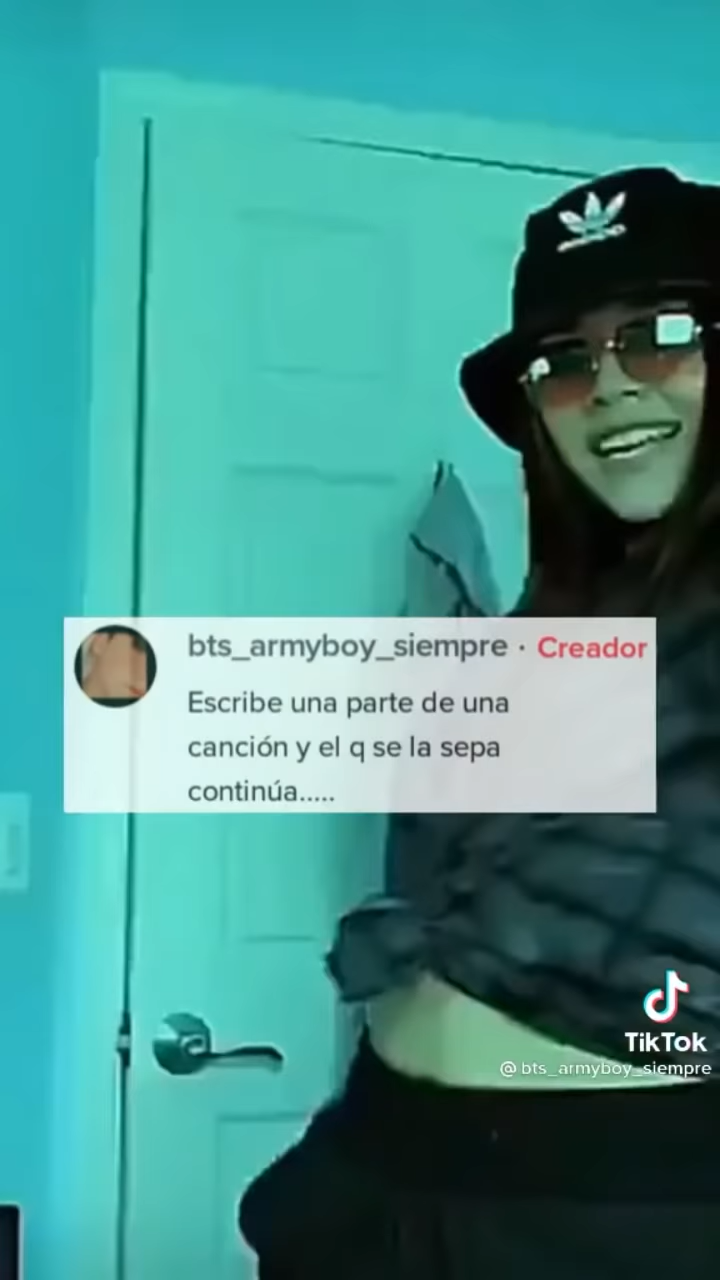 bts_armyboy_siempre · Creador
Escribe una parte de una
canción y el q se la sepa
continúa.....
TikTok
@bts_armyboy_siempre